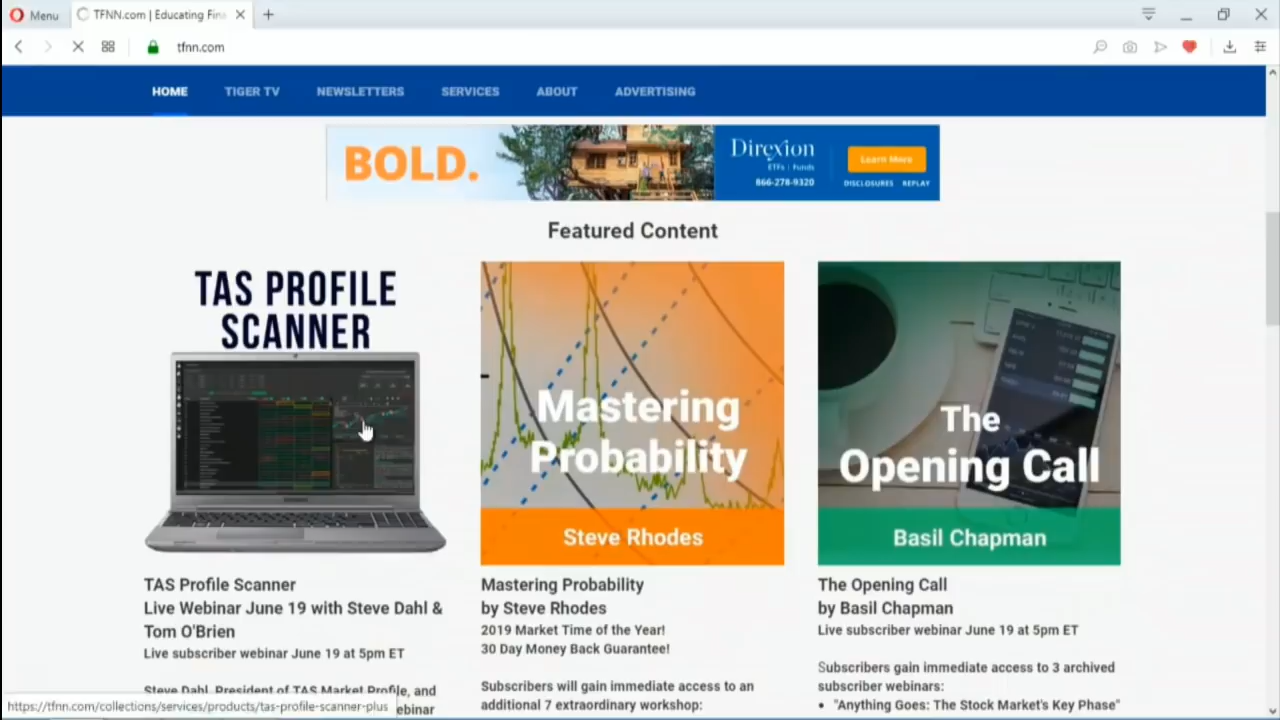 Menu
TFNN.com | Educating Fin
tfnn.com
HOME
TIGER TV
NEWSLETTERS
SERVICES
ABOUT
ADVERTISING
BOLD.
Direxion
ETFs | Funds
866-278-9320
Learn More
DISCLOSURES REPLAY
Featured Content
TAS PROFILE
SCANNER
Mastering
Probability
Steve Rhodes
The
Opening Call
Basil Chapman
TAS Profile Scanner
Live Webinar June 19 with Steve Dahl &
Tom O'Brien
Live subscriber webinar June 19 at 5pm ET
Steve Dahl, President of TAS Market Profile, and
ebinar
Mastering Probability
by Steve Rhodes
2019 Market Time of the Year!
30 Day Money Back Guarantee!
Subscribers will gain immediate access to an
additional 7 extraordinary workshop:
The Opening Call
by Basil Chapman
Live subscriber webinar June 19 at 5pm ET
Subscribers gain immediate access to 3 archived
subscriber webinars:
• "Anything Goes: The Stock Market's Key Phase"
https://tfnn.com/collections/services/products/tas-profile-scanner-plus